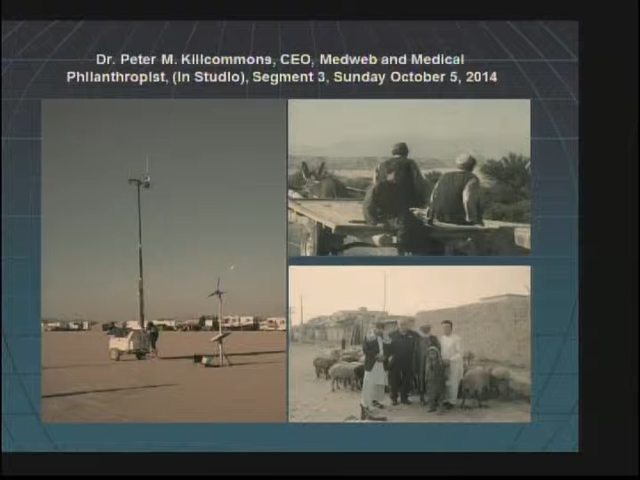 Dr. Peter M. Killcommons, CEO, Medweb and Medical
Philanthropist, (In Studio), Segment 3, Sunday October 5, 2014